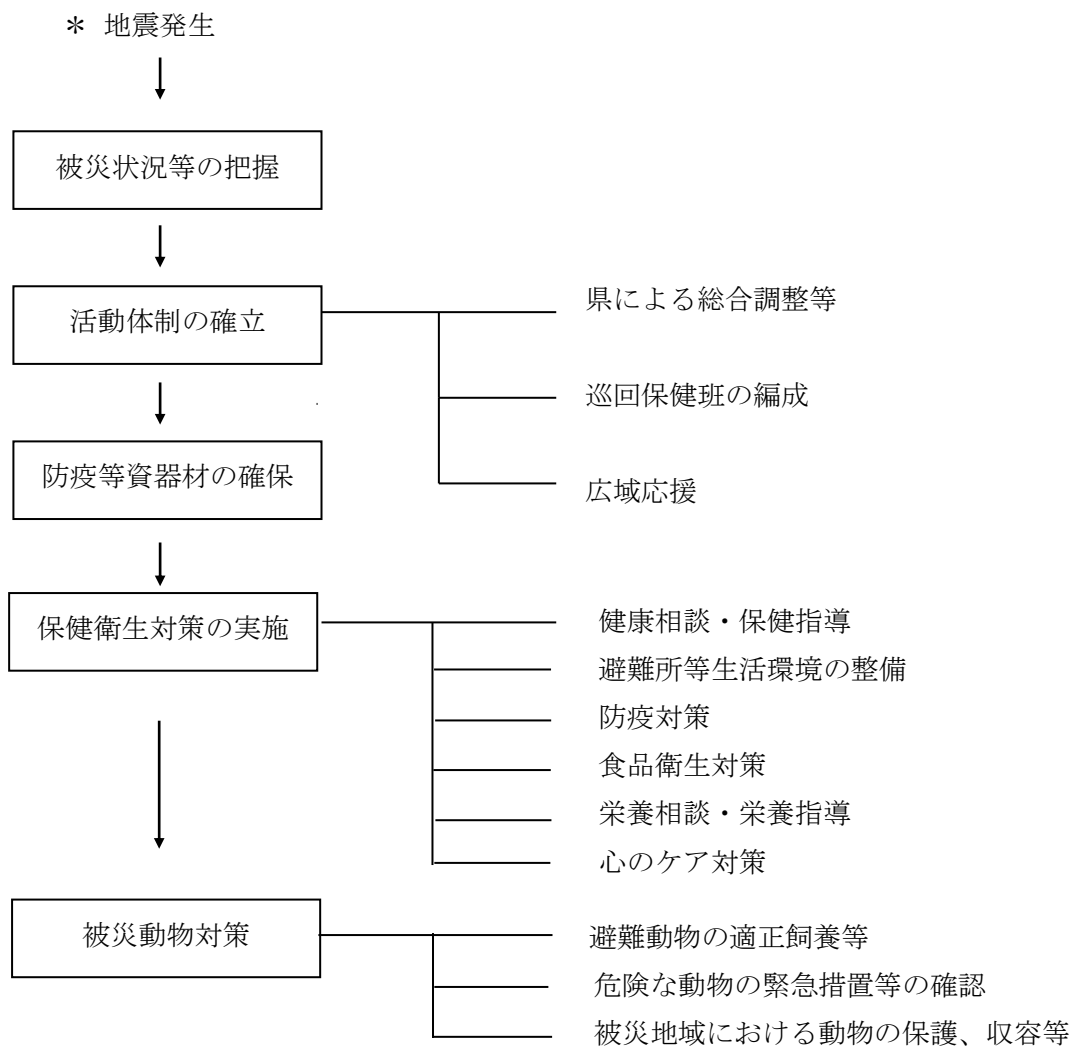 ＊ 地震発生
被災状況等の把握
活動体制の確立
県による総合調整等
巡回保健班の編成
広域応援
防疫等資器材の確保
保健衛生対策の実施
健康相談・保健指導
避難所等生活環境の整備
防疫対策
食品衛生対策
栄養相談・栄養指導
心のケア対策
被災動物対策
避難動物の適正飼養等
危険な動物の緊急措置等の確認
被災地域における動物の保護、収容等